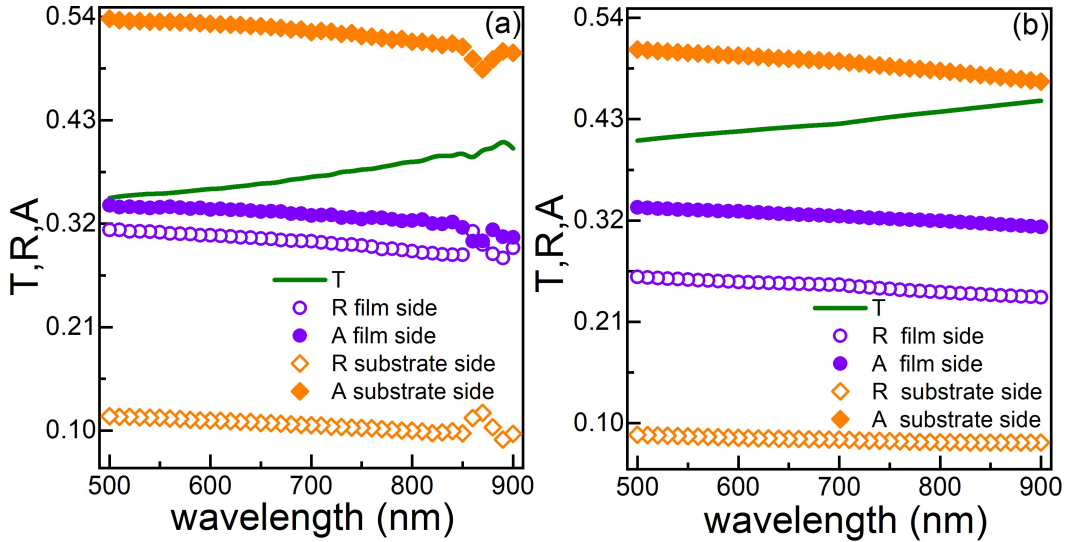 (a)
0.54
0.43
0.32
0.21
0.10
T,R,A
T
R film side
A film side
R substrate side
A substrate side
500 600 700 800 900
wavelength (nm)
(b)
0.54
0.43
0.32
0.21
0.10
T,R,A
T
R film side
A film side
R substrate side
A substrate side
500 600 700 800 900
wavelength (nm)